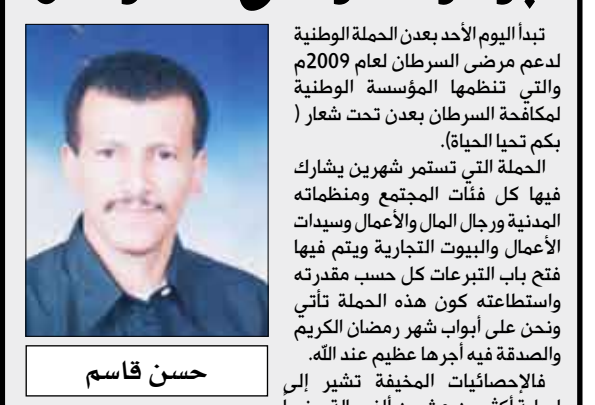 تبدأ اليوم الأحد بعدن الحملة الوطنية
لدعم مرضى السرطان لعام 2009م
والتي تنظمها المؤسسة الوطنية
لمكافحة السرطان بعدن تحت شعار (
بكم تحيا الحياة).
الحملة التي تستمر شهرين يشارك
فيها كل فئات المجتمع ومنظماته
المدنية ورجال المال والأعمال وسيدات
الأعمال والبيوت التجارية ويتم فيها
فتح باب التبرعات كل حسب مقدرته
واستطاعته كون هذه الحملة تأتي
ونحن على أبواب شهر رمضان الكريم
والصدقة فيه أجرها عظيم عند الله.
فالإحصائيات المخيفة تشير إلى
حسن قاسم